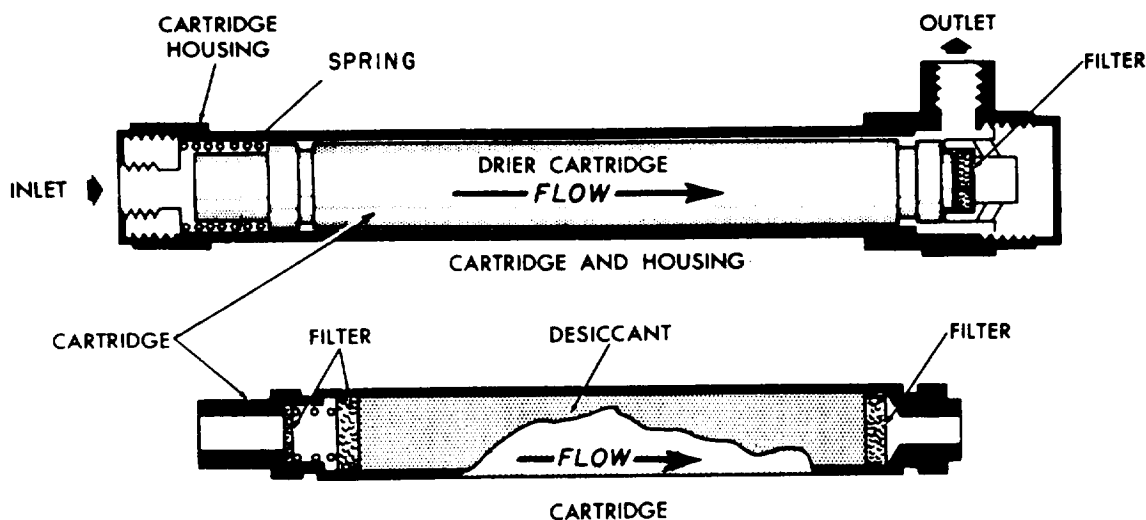 CARTRIDGE
HOUSING
SPRING
OUTLET
FILTER
INLET
DRIER CARTRIDGE
FLOW
CARTRIDGE AND HOUSING
CARTRIDGE
FILTER
DESICCANT
FILTER
FLOW
CARTRIDGE